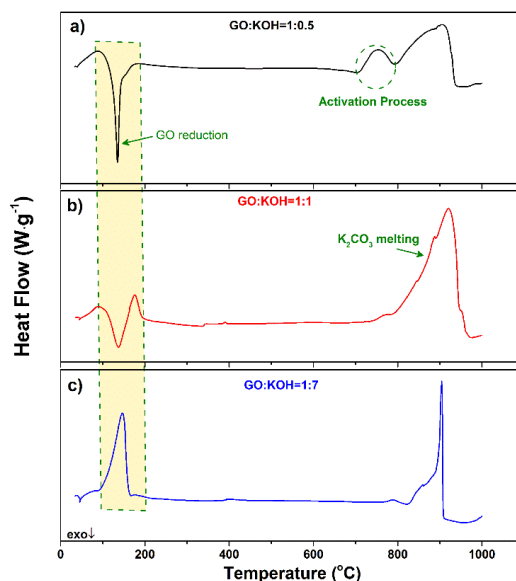 a)
GO:KOH=1:0.5
Activation Process
GO reduction
b)
GO:KOH=1:1
K₂CO₃ melting
c)
GO:KOH=1:7
exo↓
Heat Flow (W·g⁻¹)
0 200 400 600 800 1000
Temperature (°C)